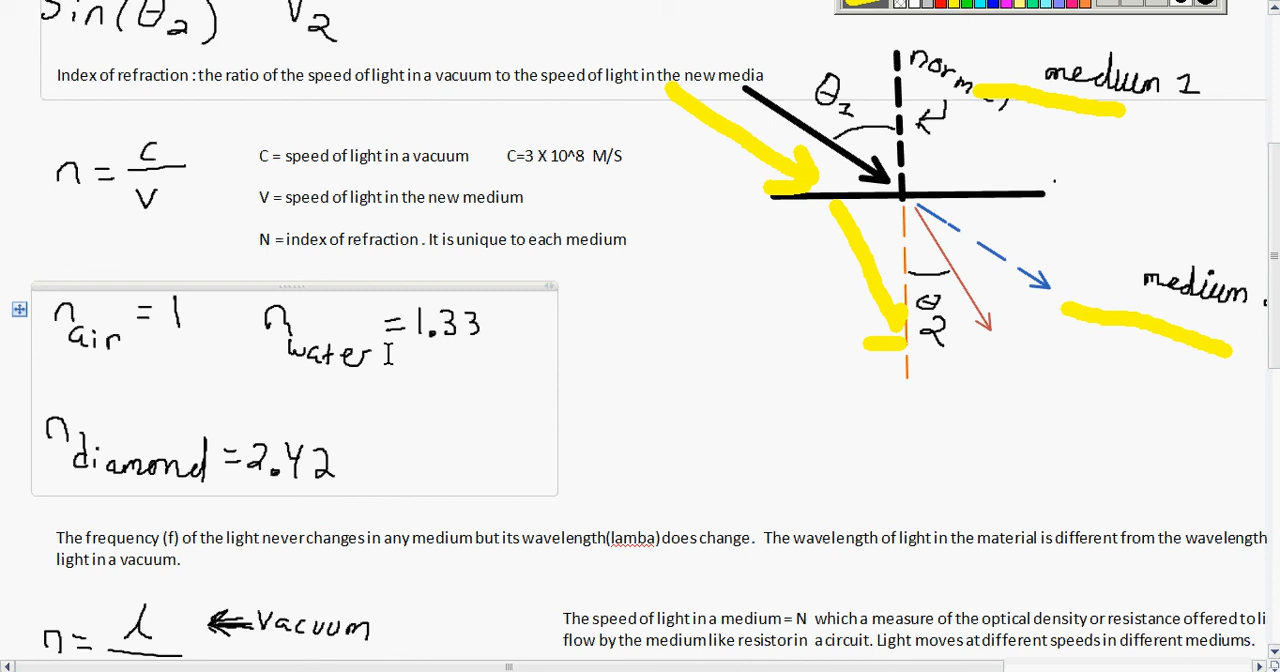 Sin(θ2) V2
Index of refraction : the ratio of the speed of light in a vacuum to the speed of light in the new media
n = c / v
C = speed of light in a vacuum C=3 X 10^8 M/S
V = speed of light in the new medium
N = index of refraction . It is unique to each medium
n air = 1 n water = 1.33
n diamond = 2.42
θ1
medium 1
medium
θ 2
The frequency (f) of the light never changes in any medium but its wavelength(lamba) does change. The wavelength of light in the material is different from the wavelength
light in a vacuum.
n = λ ← Vacuum
The speed of light in a medium = N which a measure of the optical density or resistance offered to li
flow by the medium like resistor in a circuit. Light moves at different speeds in different mediums.